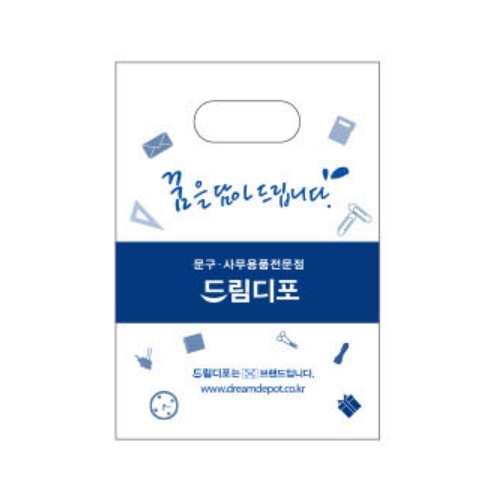 꿈을 담아 드립니다.
문구·사무용품전문점
드림디포
드림디포는 브랜드입니다.
www.dreamdepot.co.kr